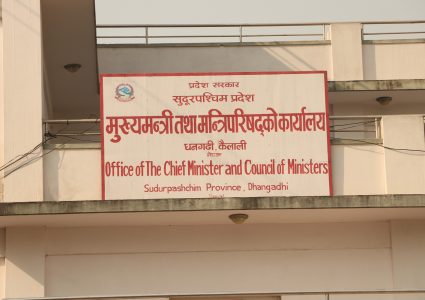 प्रदेश सरकार
सुदूरपश्चिम प्रदेश
मुख्यमन्त्री तथा मन्त्रिपरिषद्को कार्यालय
धनगढी, कैलाली
नेपाल
Office of The Chief Minister and Council of Ministers
Sudurpashchim Province, Dhangadhi